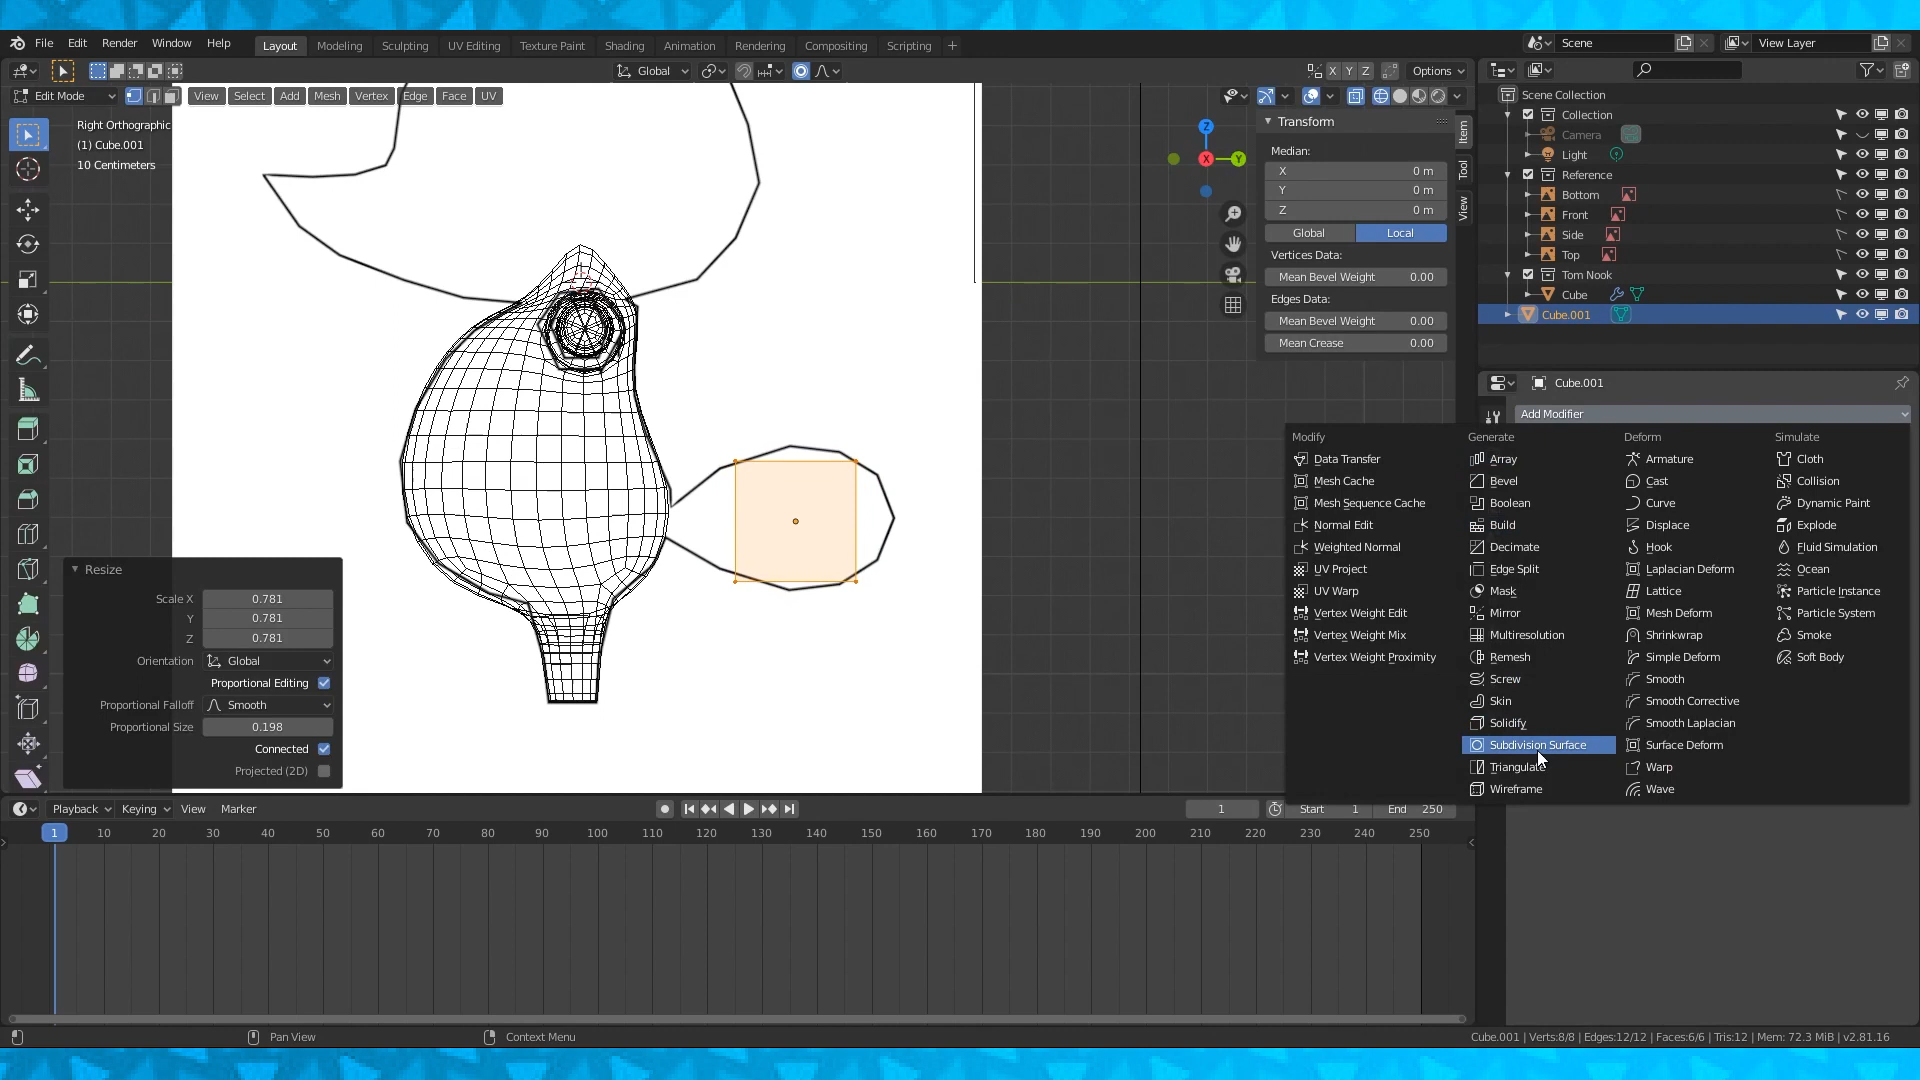 File Edit Render Window Help Layout Modeling Sculpting UV Editing Texture Paint Shading Animation Rendering Compositing Scripting + Scene View Layer
Global X Y Z Options
Edit Mode View Select Add Mesh Vertex Edge Face UV
Right Orthographic
(1) Cube.001
10 Centimeters
Z
X
Y
Transform
Median:
X 0 m
Y 0 m
Z 0 m
Global Local
Vertices Data:
Mean Bevel Weight 0.00
Edges Data:
Mean Bevel Weight 0.00
Mean Crease 0.00
Item
Tool
View
Scene Collection
Collection
Camera
Light
Reference
Bottom
Front
Side
Top
Tom Nook
Cube
Cube.001
Cube.001
Add Modifier
Modify
Data Transfer
Mesh Cache
Mesh Sequence Cache
Normal Edit
Weighted Normal
UV Project
UV Warp
Vertex Weight Edit
Vertex Weight Mix
Vertex Weight Proximity
Generate
Array
Bevel
Boolean
Build
Decimate
Edge Split
Mask
Mirror
Multiresolution
Remesh
Screw
Skin
Solidify
Subdivision Surface
Triangulate
Wireframe
Deform
Armature
Cast
Curve
Displace
Hook
Laplacian Deform
Lattice
Mesh Deform
Shrinkwrap
Simple Deform
Smooth
Smooth Corrective
Smooth Laplacian
Surface Deform
Warp
Wave
Simulate
Cloth
Collision
Dynamic Paint
Explode
Fluid Simulation
Ocean
Particle Instance
Particle System
Smoke
Soft Body
Resize
Scale X 0.781
Y 0.781
Z 0.781
Orientation Global
Proportional Editing
Proportional Falloff Smooth
Proportional Size 0.198
Connected
Projected (2D)
Playback Keying View Marker 1 Start 1 End 250
1 10 20 30 40 50 60 70 80 90 100 110 120 130 140 150 160 170 180 190 200 210 220 230 240 250
Pan View Context Menu Cube.001 | Verts:8/8 | Edges:12/12 | Faces:6/6 | Tris:12 | Mem: 72.3 MiB | v2.81.16